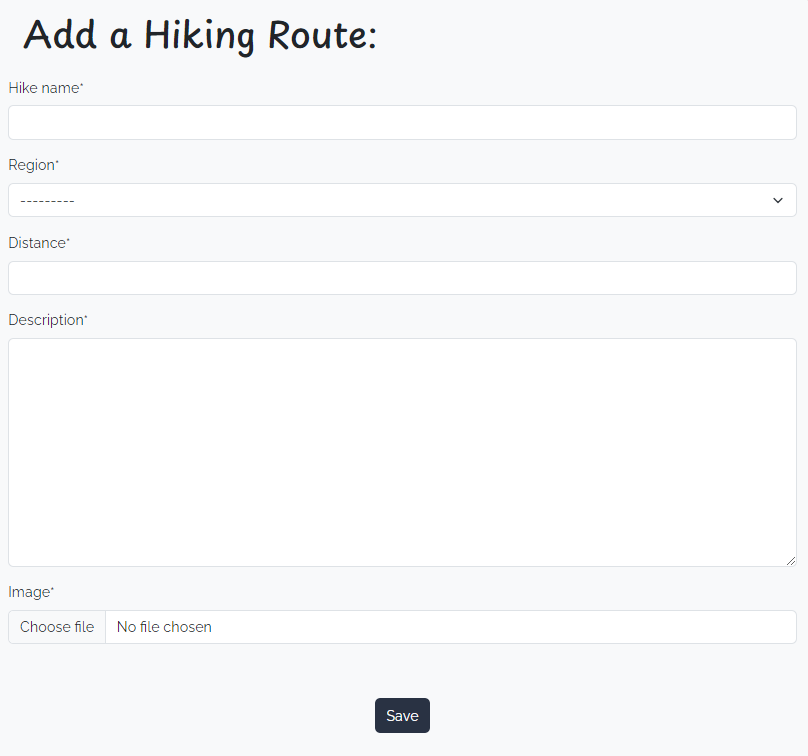 Add a Hiking Route:
Hike name*
Region*
---------
Distance*
Description*
Image*
Choose file No file chosen
Save